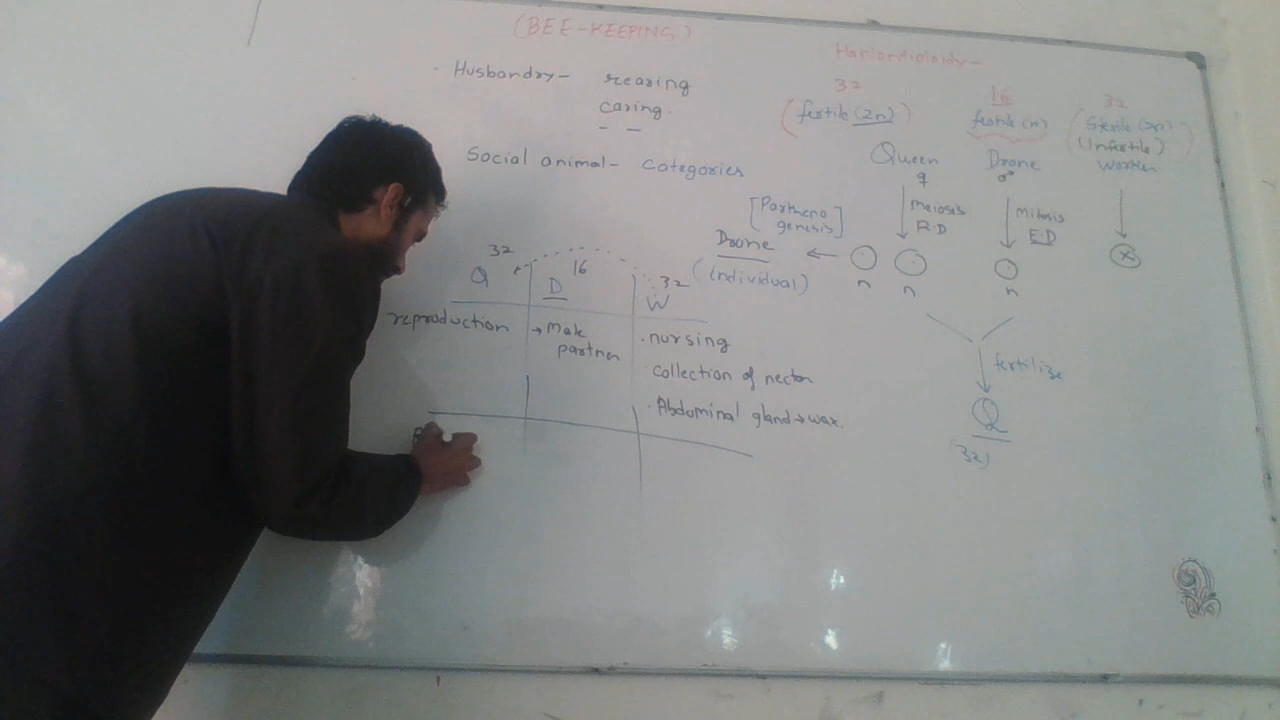 (BEE-KEEPING)
Husbandry- rearing
caring.
Social animal- categories
32
Q
16
D
32
W
reproduction
→ Male
partner
· nursing
· collection of nectar
· Abdominal gland → wax.
Haplordiploidy-
32
(fertile (2n))
Queen
♀
Meiosis
R.D
16
fertile (n)
Drone
♂
Mitosis
E.D
32
(Sterile (2n)
(Infertile)
worker
[Partheno
genesis]
Drone ←
(individual)
n
n
n
fertilize
Q
(32)